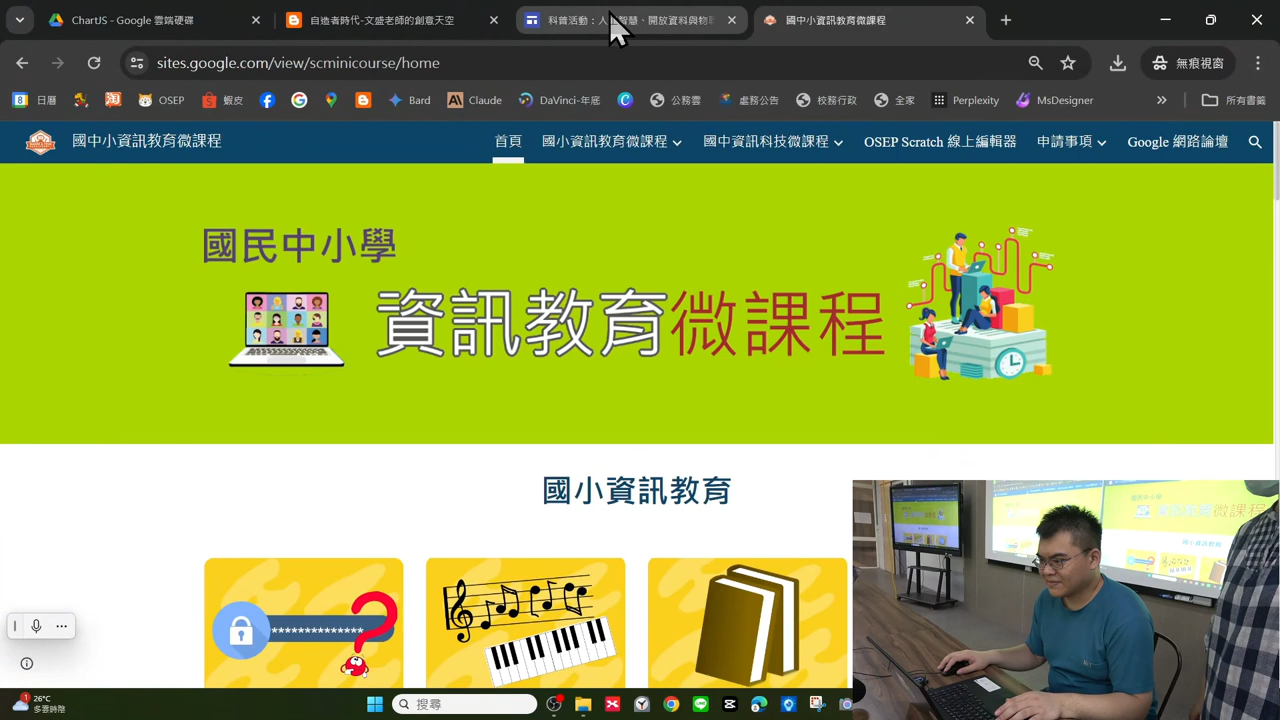 ChartJS - Google 雲端硬碟
自造者時代-文盛老師的創意天空
科普活動：人工智慧、開放資料與物聯
國中小資訊教育微課程
sites.google.com/view/scminicourse/home
無痕視窗
8 日曆
淘
OSEP
蝦皮
Bard
Claude
DaVinci-年底
公務雲
處務公告
校務行政
全家
Perplexity
MsDesigner
所有書籤
國中小資訊教育微課程
首頁
國小資訊教育微課程
國中資訊科技微課程
OSEP Scratch 線上編輯器
申請事項
Google 網路論壇
國民中小學
資訊教育微課程
國小資訊教育
**************
26°C
多雲時陰
搜尋